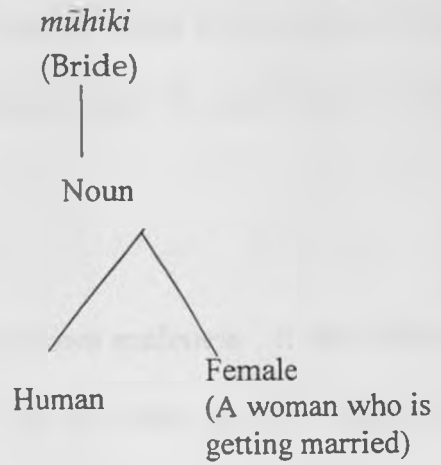 mũhiki
(Bride)
Noun
Human
Female
(A woman who is
getting married)